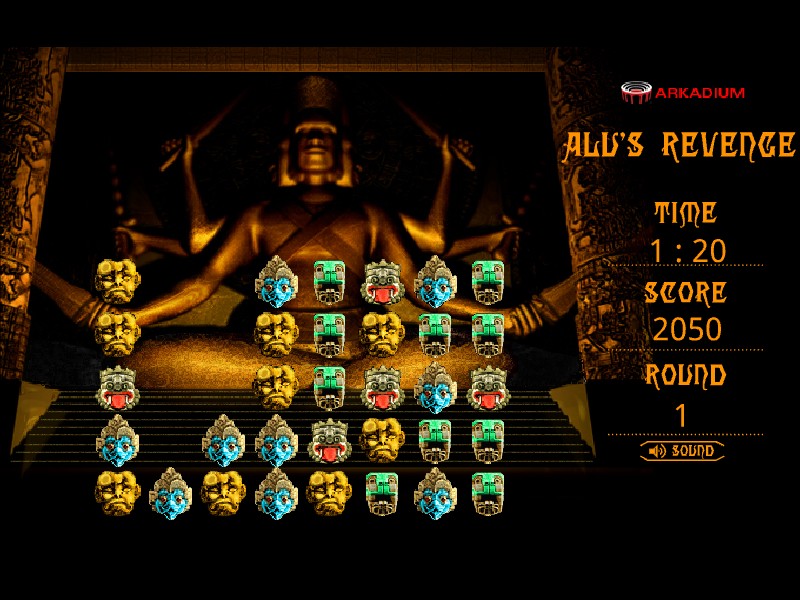 ARKADIUM
ALU'S REVENGE
TIME
1 : 20
SCORE
2050
ROUND
1
SOUND